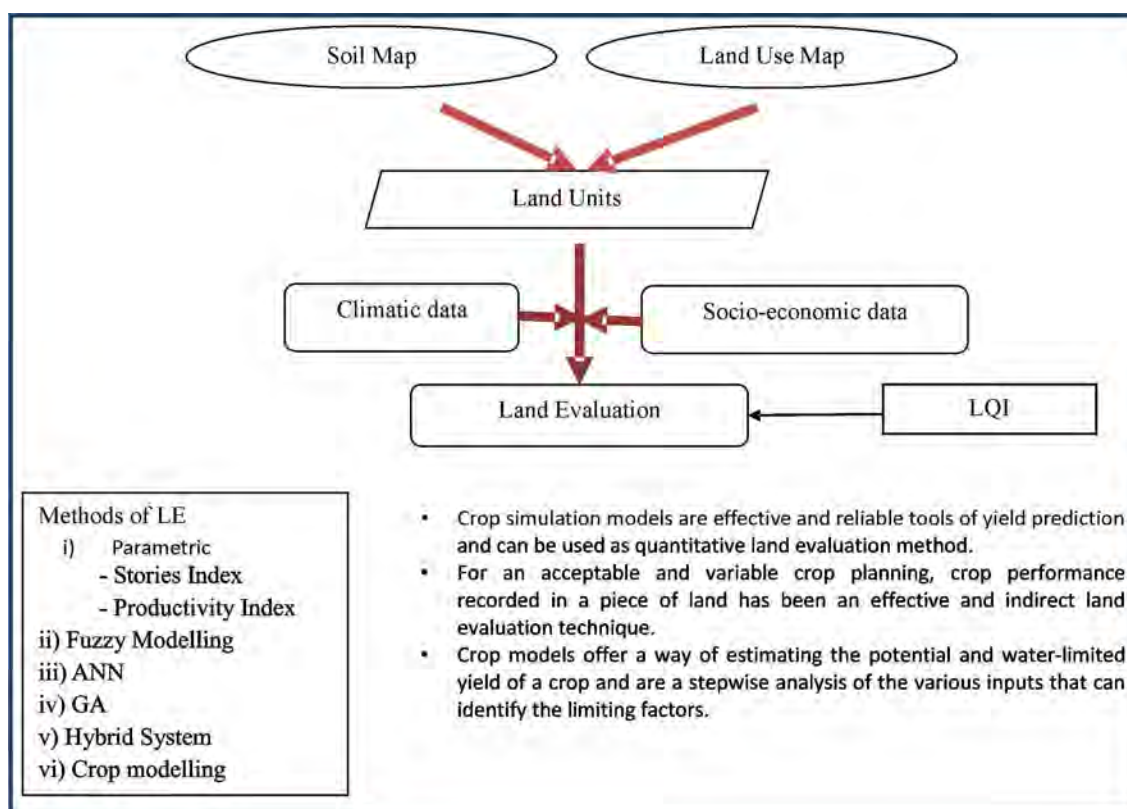 Soil Map
Land Use Map
Land Units
Climatic data
Socio-economic data
Land Evaluation
LQI
Methods of LE
i) Parametric
- Stories Index
- Productivity Index
ii) Fuzzy Modelling
iii) ANN
iv) GA
v) Hybrid System
vi) Crop modelling
• Crop simulation models are effective and reliable tools of yield prediction
and can be used as quantitative land evaluation method.
• For an acceptable and variable crop planning, crop performance
recorded in a piece of land has been an effective and indirect land
evaluation technique.
• Crop models offer a way of estimating the potential and water-limited
yield of a crop and are a stepwise analysis of the various inputs that can
identify the limiting factors.